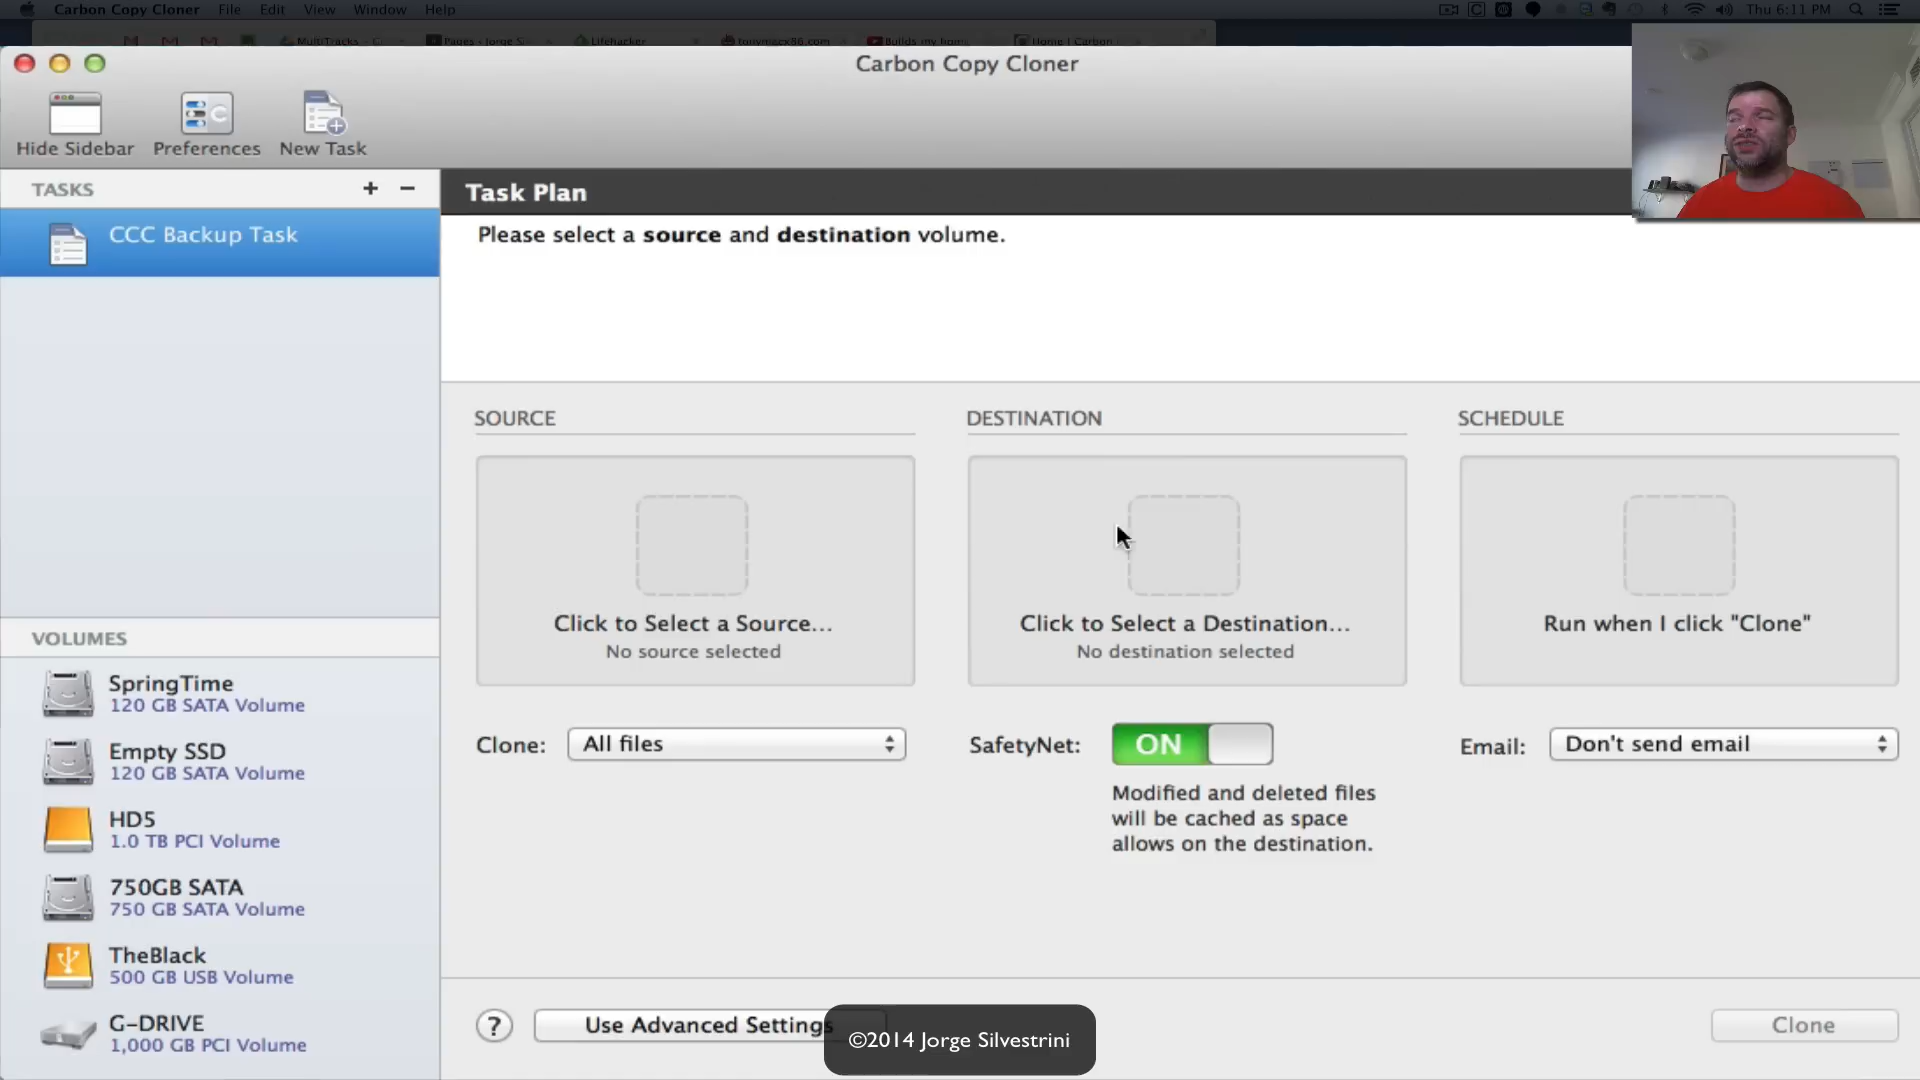 Carbon Copy Cloner File Edit View Window Help
Thu 6:11 PM
Lifehacker
tonymacx86.com
Carbon Copy Cloner
Hide Sidebar Preferences New Task
TASKS + −
CCC Backup Task
Task Plan
Please select a source and destination volume.
SOURCE DESTINATION SCHEDULE
Click to Select a Source...
No source selected
Click to Select a Destination...
No destination selected
Run when I click "Clone"
Clone: All files
SafetyNet: ON
Modified and deleted files
will be cached as space
allows on the destination.
Email: Don't send email
VOLUMES
SpringTime
120 GB SATA Volume
Empty SSD
120 GB SATA Volume
HD5
1.0 TB PCI Volume
750GB SATA
750 GB SATA Volume
TheBlack
500 GB USB Volume
G-DRIVE
1,000 GB PCI Volume
? Use Advanced Settings
Clone
©2014 Jorge Silvestrini